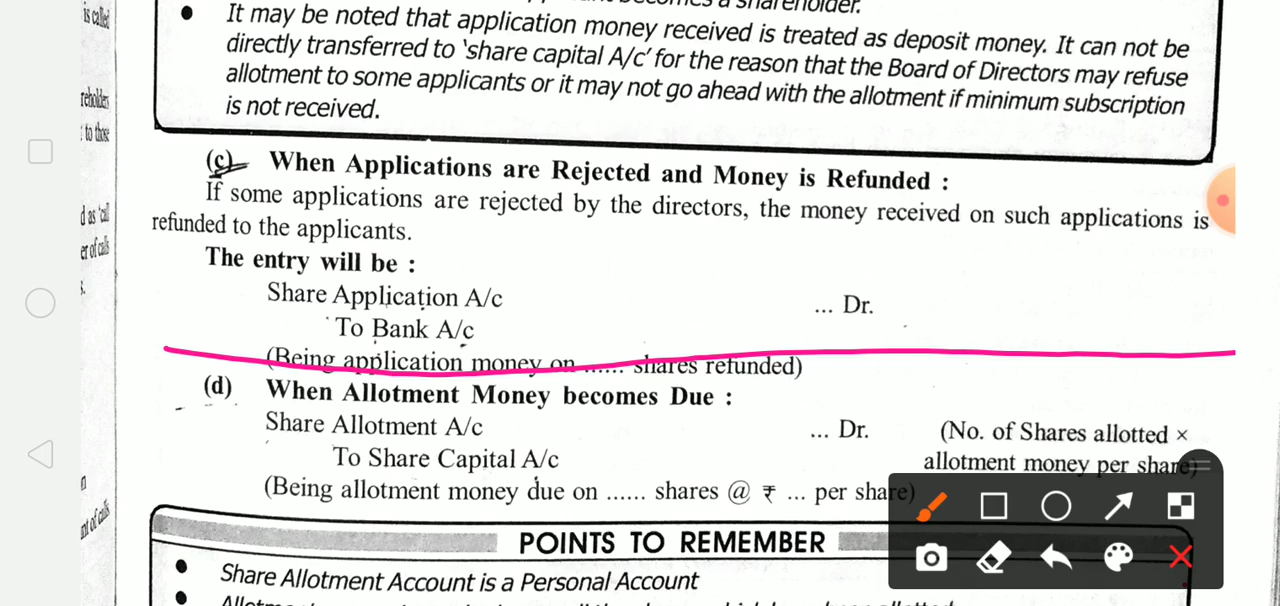 is called
It may be noted that application money received is treated as deposit money. It can not be
directly transferred to 'share capital A/c' for the reason that the Board of Directors may refuse
allotment to some applicants or it may not go ahead with the allotment if minimum subscription
is not received.
to those
(c) When Applications are Rejected and Money is Refunded :
If some applications are rejected by the directors, the money received on such applications is
refunded to the applicants.
The entry will be :
Share Application A/c ... Dr.
To Bank A/c
(Being application money on ...... shares refunded)
(d) When Allotment Money becomes Due :
Share Allotment A/c ... Dr. (No. of Shares allotted ×
To Share Capital A/c allotment money per share)
(Being allotment money due on ...... shares @ ₹ ... per share)
POINTS TO REMEMBER
Share Allotment Account is a Personal Account